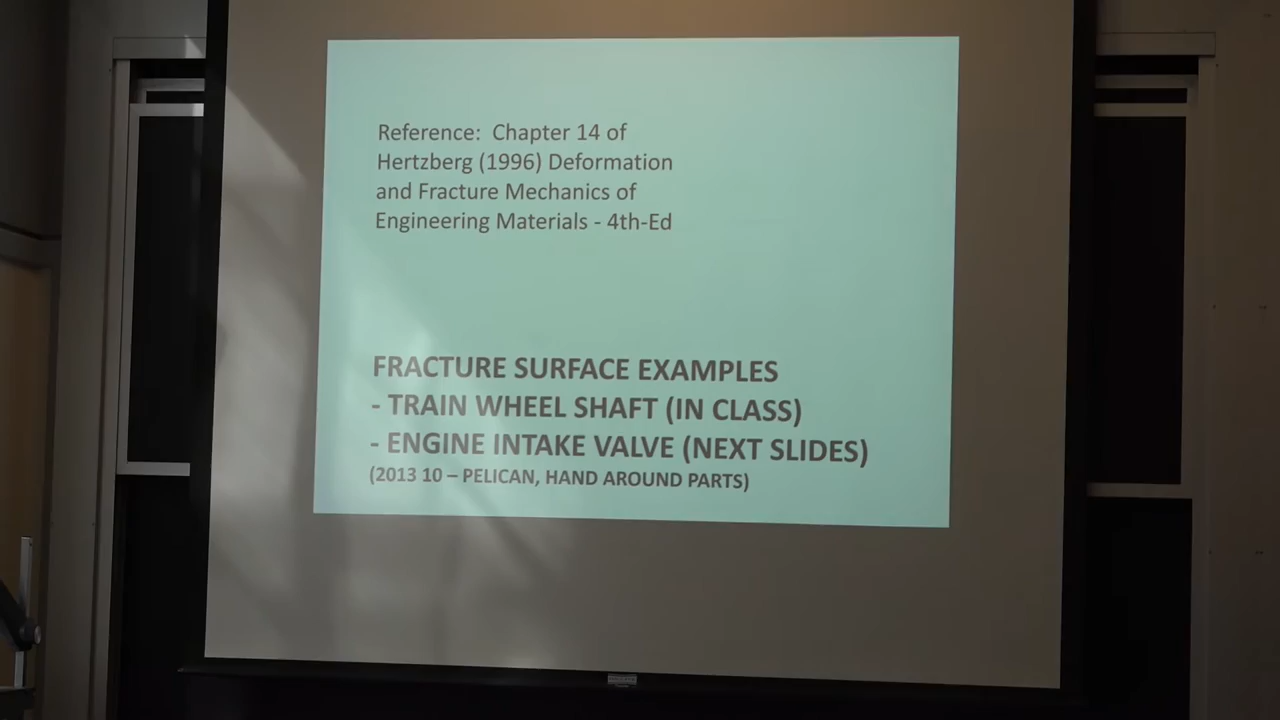 Reference: Chapter 14 of
Hertzberg (1996) Deformation
and Fracture Mechanics of
Engineering Materials - 4th-Ed
FRACTURE SURFACE EXAMPLES
- TRAIN WHEEL SHAFT (IN CLASS)
- ENGINE INTAKE VALVE (NEXT SLIDES)
(2013 10 – PELICAN, HAND AROUND PARTS)